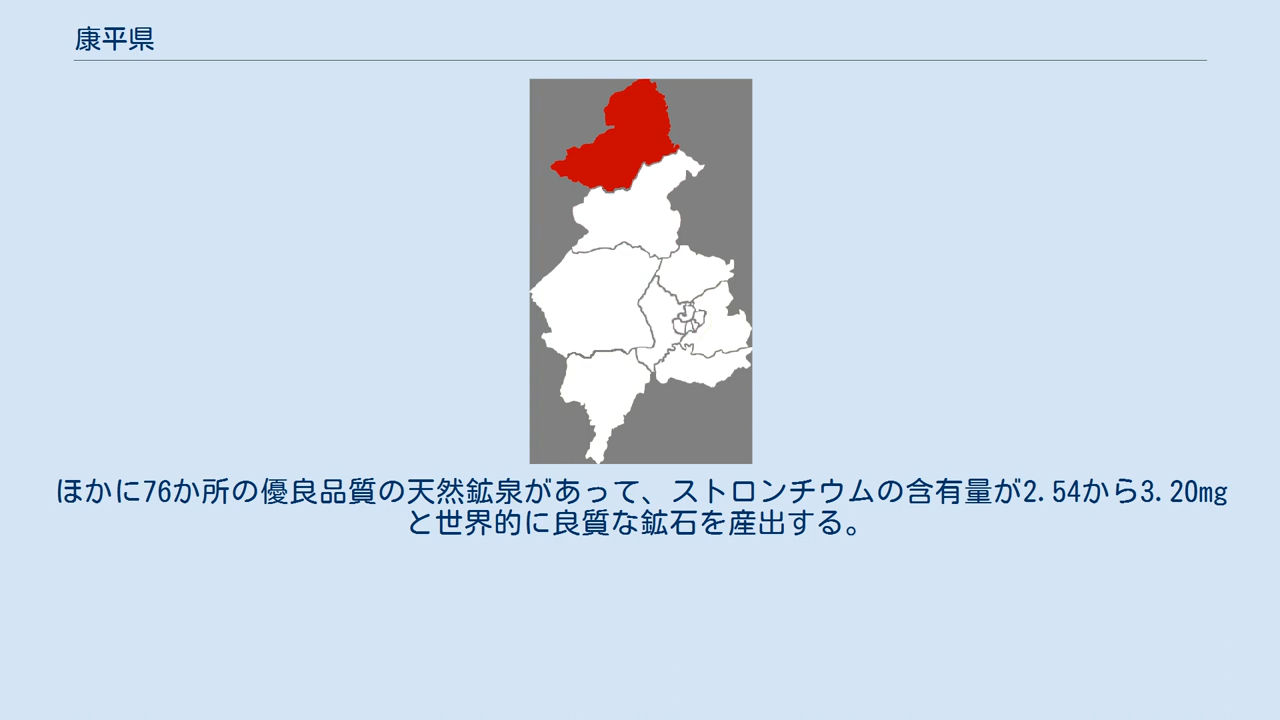 康平県
ほかに76か所の優良品質の天然鉱泉があって、ストロンチウムの含有量が2.54から3.20mg
と世界的に良質な鉱石を産出する。